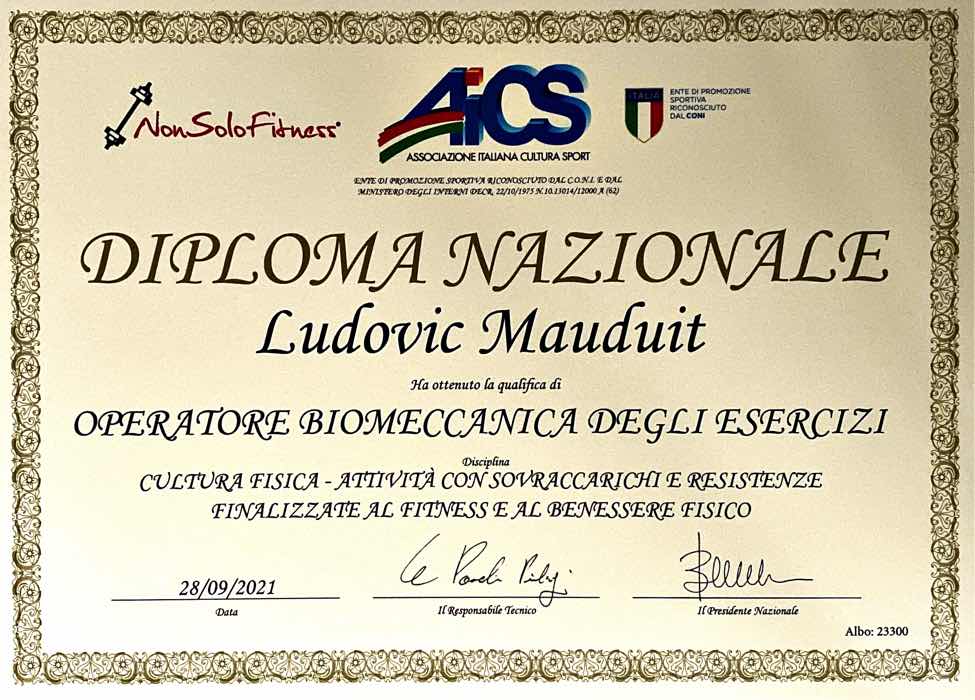 NonSoloFitness
AiCS
ASSOCIAZIONE ITALIANA CULTURA SPORT
ITALIA
ENTE DI PROMOZIONE
SPORTIVA
RICONOSCIUTO
DAL CONI
ENTE DI PROMOZIONE SPORTIVA RICONOSCIUTO DAL C.O.N.I. E DAL
MINISTERO DEGLI INTERNI DECR. 22/10/1975 N.10.13014/12000 A (62)
DIPLOMA NAZIONALE
Ludovic Mauduit
Ha ottenuto la qualifica di
OPERATORE BIOMECCANICA DEGLI ESERCIZI
Disciplina
CULTURA FISICA - ATTIVITÀ CON SOVRACCARICHI E RESISTENZE
FINALIZZATE AL FITNESS E AL BENESSERE FISICO
28/09/2021
Data
Il Responsabile Tecnico
Il Presidente Nazionale
Albo: 23300